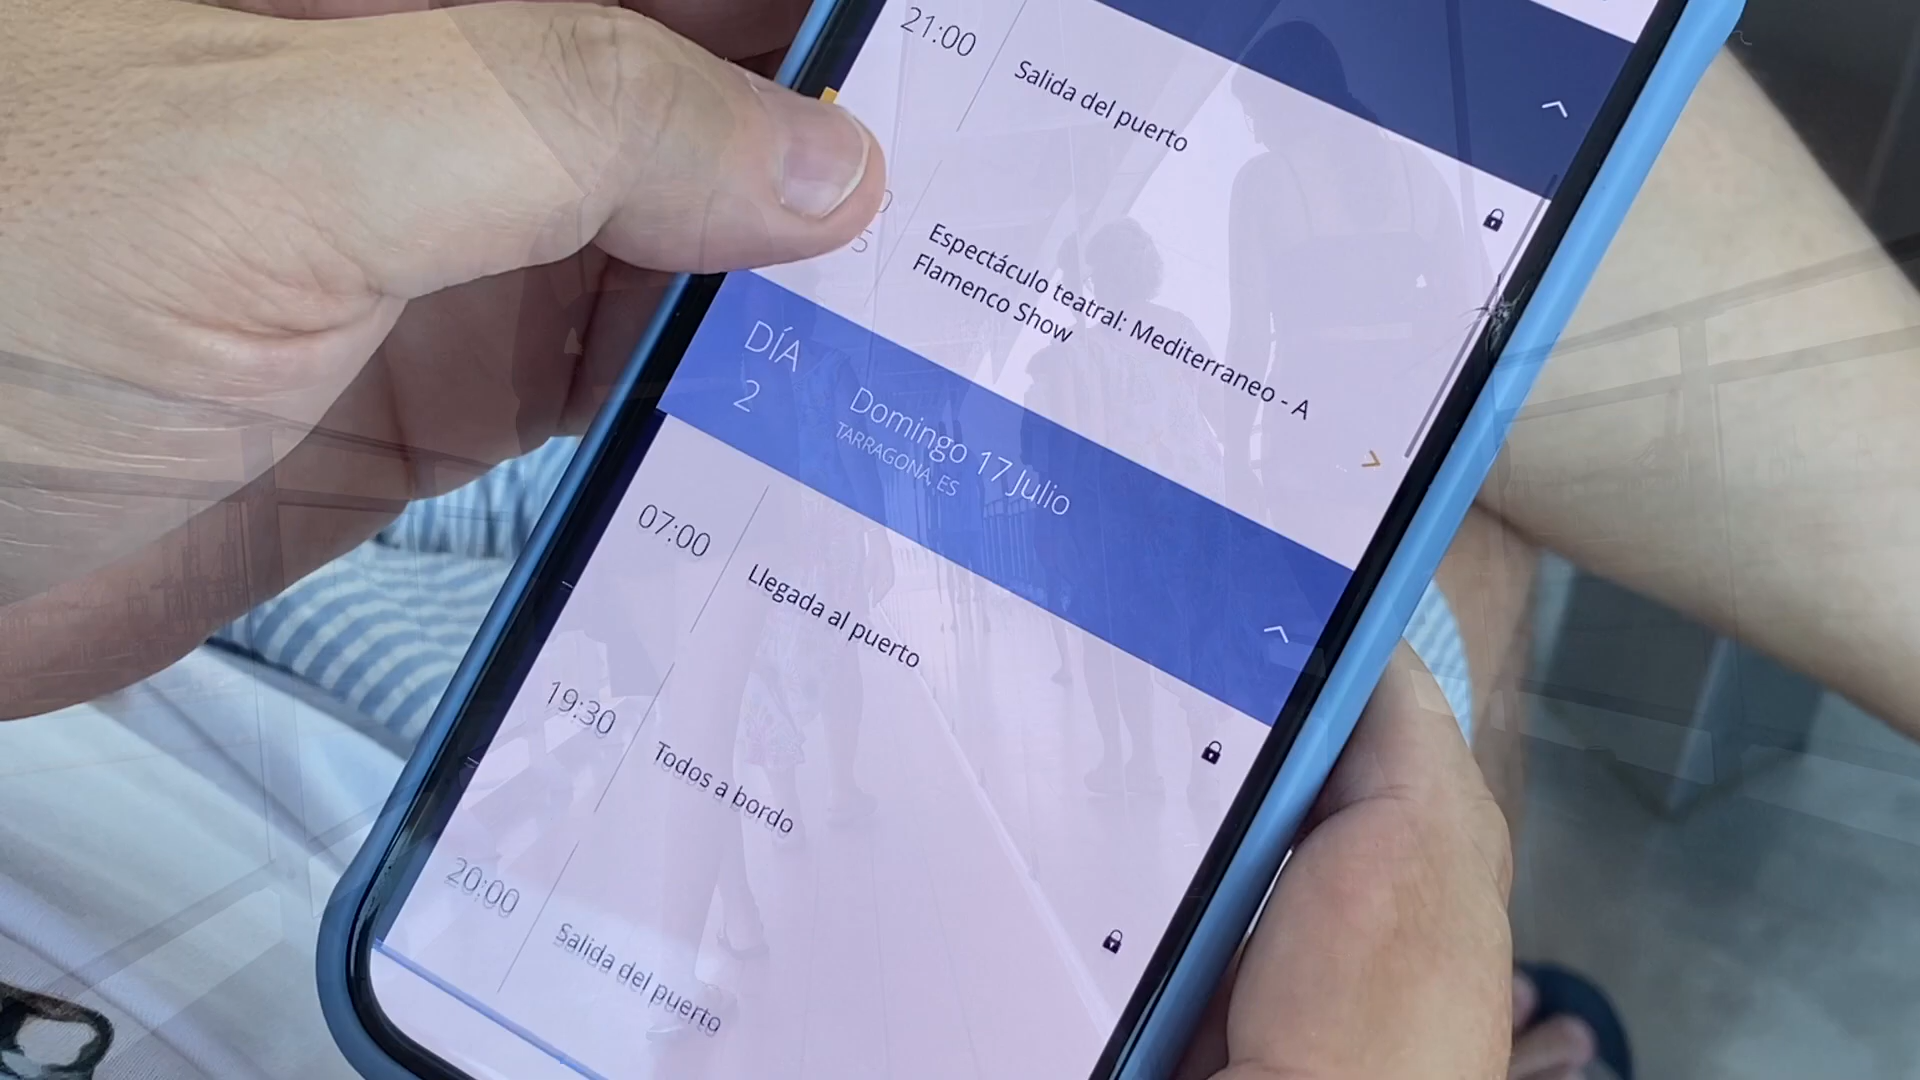 21:00
Salida del puerto
Espectáculo teatral: Mediterraneo - A
Flamenco Show
DÍA
2
Domingo 17 Julio
TARRAGONA, ES
07:00
Llegada al puerto
19:30
Todos a bordo
20:00
Salida del puerto